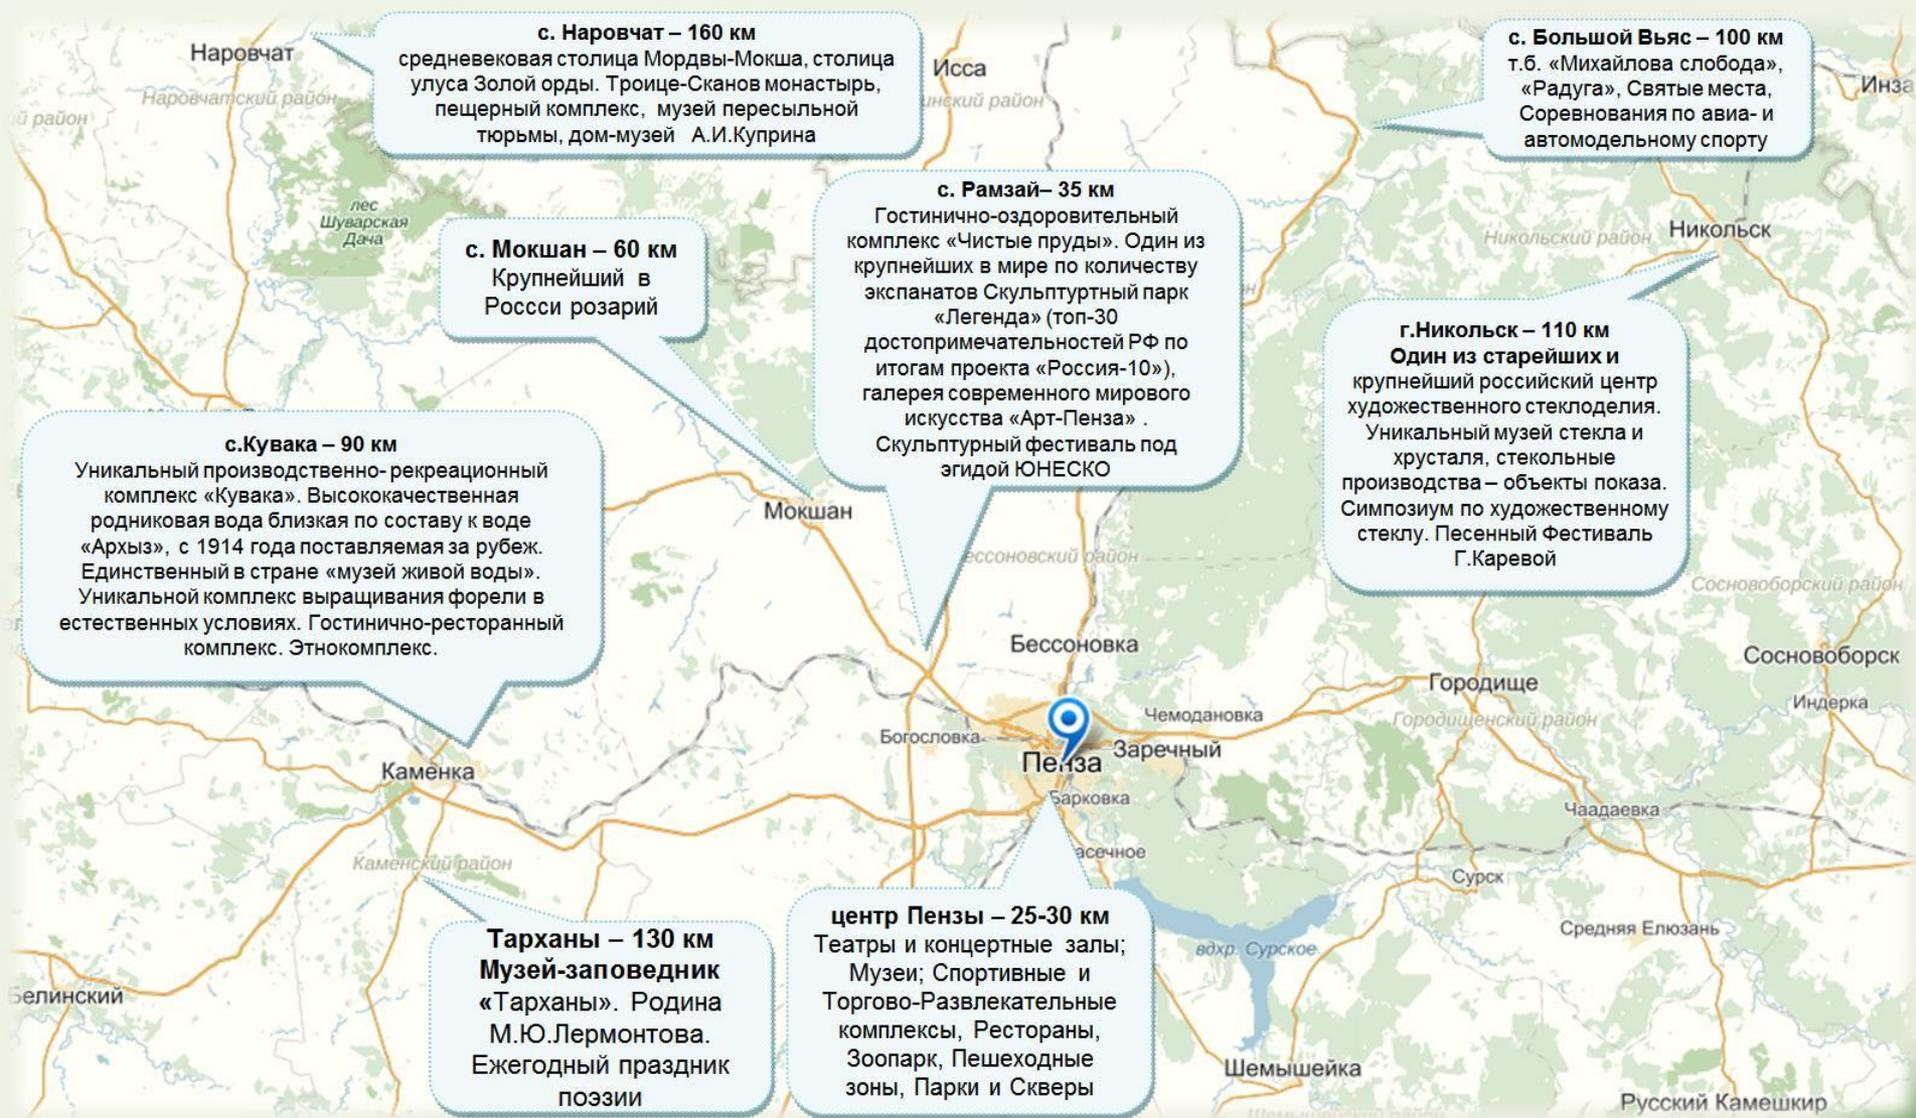 Наровчат
Наровчатский район
с. Наровчат – 160 км
средневековая столица Мордвы-Мокша, столица
улуса Золой орды. Троице-Сканов монастырь,
пещерный комплекс, музей пересыльной
тюрьмы, дом-музей А.И.Куприна
Исса
с. Большой Вьяс – 100 км
т.б. «Михайлова слобода»,
«Радуга», Святые места,
Соревнования по авиа- и
автомодельному спорту
Инза
район
район
лес
Шуварская
Дача
с. Мокшан – 60 км
Крупнейший в
Россси розарий
с. Рамзай– 35 км
Гостинично-оздоровительный
комплекс «Чистые пруды». Один из
крупнейших в мире по количеству
экспанатов Скульптуртный парк
«Легенда» (топ-30
достопримечательностей РФ по
итогам проекта «Россия-10»),
галерея современного мирового
искусства «Арт-Пенза» .
Скульптурный фестиваль под
эгидой ЮНЕСКО
Никольский район
Никольск
г.Никольск – 110 км
Один из старейших и
крупнейший российский центр
художественного стеклоделия.
Уникальный музей стекла и
хрусталя, стекольные
производства – объекты показа.
Симпозиум по художественному
стеклу. Песенный Фестиваль
Г.Каревой
с.Кувака – 90 км
Уникальный производственно- рекреационный
комплекс «Кувака». Высококачественная
родниковая вода близкая по составу к воде
«Архыз», с 1914 года поставляемая за рубеж.
Единственный в стране «музей живой воды».
Уникальной комплекс выращивания форели в
естественных условиях. Гостинично-ресторанный
комплекс. Этнокомплекс.
Мокшан
ессоновский район
Сосновоборский район
Бессоновка
Сосновоборск
Городище
Индерка
Чемодановка
Городищенский район
Богословка
Заречный
Пенза
Каменка
Барковка
Чаадаевка
Каменский район
асечное
Сурск
Тарханы – 130 км
Музей-заповедник
«Тарханы». Родина
М.Ю.Лермонтова.
Ежегодный праздник
поэзии
центр Пензы – 25-30 км
Театры и концертные залы;
Музеи; Спортивные и
Торгово-Развлекательные
комплексы, Рестораны,
Зоопарк, Пешеходные
зоны, Парки и Скверы
вдхр. Сурское
Средняя Елюзань
Белинский
Шемышейка
Русский Камешкир